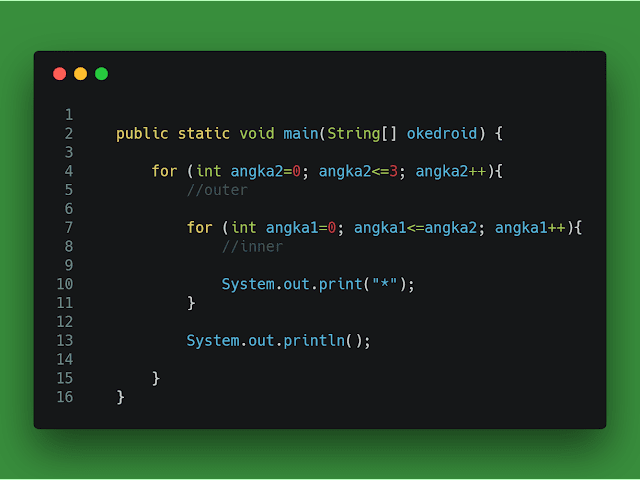 1
2 public static void main(String[] okedroid) {
3
4 for (int angka2=0; angka2<=3; angka2++){
5 //outer
6
7 for (int angka1=0; angka1<=angka2; angka1++){
8 //inner
9
10 System.out.print("*");
11 }
12
13 System.out.println();
14
15 }
16 }